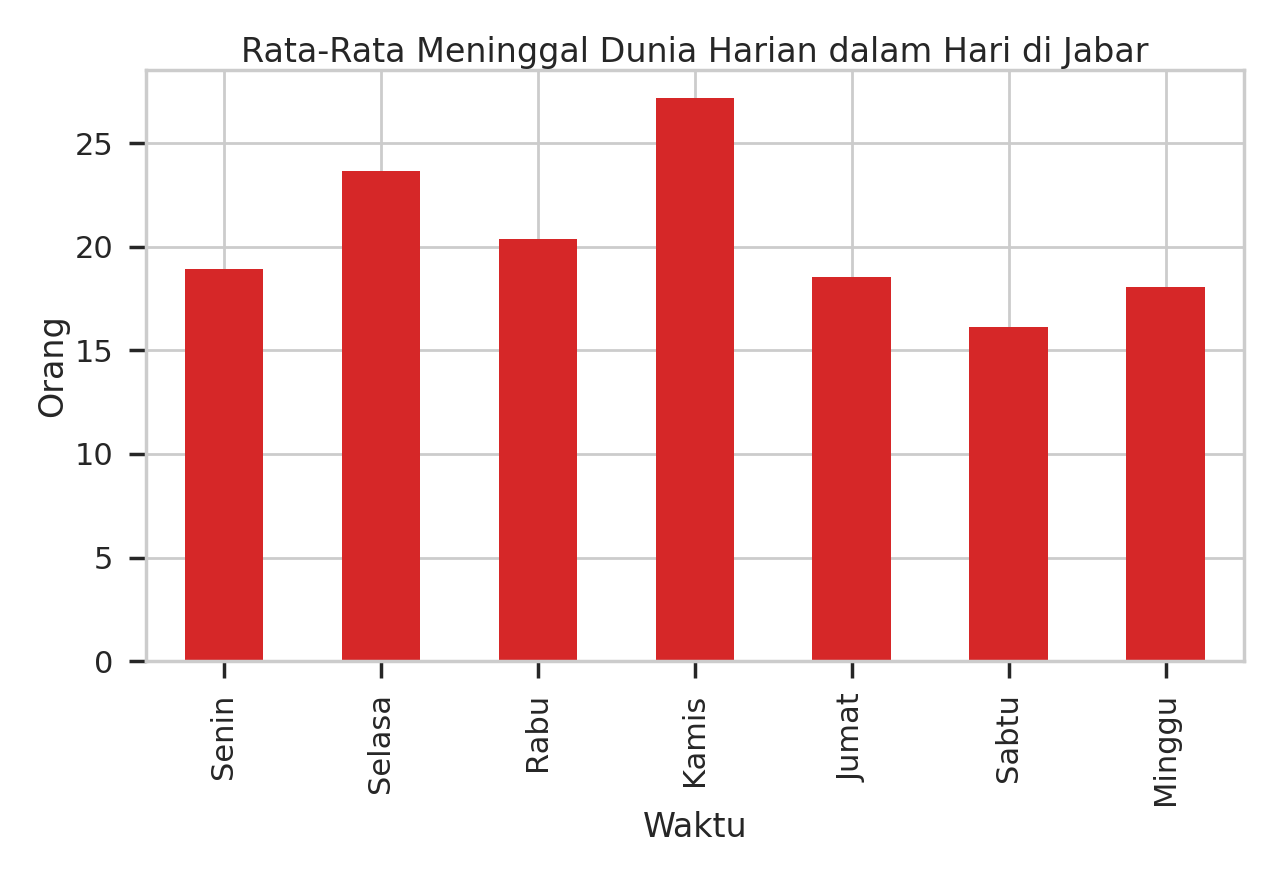 Rata-Rata Meninggal Dunia Harian dalam Hari di Jabar
Orang
25
20
15
10
5
0
Senin
Selasa
Rabu
Kamis
Jumat
Sabtu
Minggu
Waktu